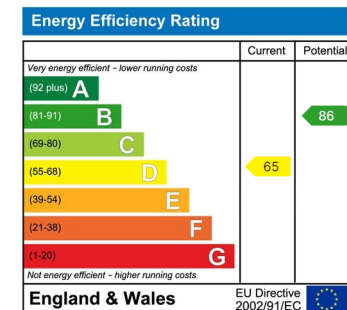 Energy Efficiency Rating
Current Potential
Very energy efficient – lower running costs
(92 plus) A
(81-91) B 86
(69-80) C
(55-68) D 65
(39-54) E
(21-38) F
(1-20) G
Not energy efficient – higher running costs
England & Wales EU Directive
2002/91/EC